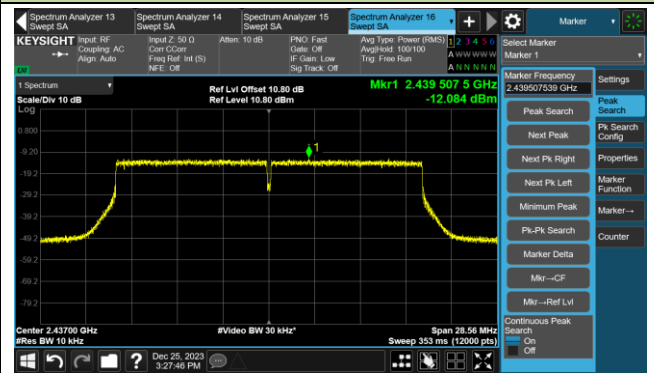 Spectrum Analyzer 13
Swept SA
Spectrum Analyzer 14
Swept SA
Spectrum Analyzer 15
Swept SA
Spectrum Analyzer 16
Swept SA
Marker
KEYSIGHT
Input: RF
Coupling: AC
Align: Auto
Input Z: 50 Ω
Corr CCorr
Freq Ref: Int (S)
NFE: Off
Atten: 10 dB
PNO: Fast
Gate: Off
IF Gain: Low
Sig Track: Off
Avg Type: Power (RMS)
Avg|Hold: 100/100
Trig: Free Run
1 2 3 4 5 6
A W W W W W
A N N N N N
Select Marker
Marker 1
1 Spectrum
Scale/Div 10 dB
Log
Ref Lvl Offset 10.80 dB
Ref Level 10.80 dBm
Mkr1 2.439 507 5 GHz
-12.084 dBm
0.800
-9.20
-19.2
-29.2
-39.2
-49.2
-59.2
-69.2
-79.2
1
Center 2.43700 GHz
#Res BW 10 kHz
#Video BW 30 kHz*
Span 28.56 MHz
Sweep 353 ms (12000 pts)
Marker Frequency
2.439507539 GHz
Peak Search
Next Peak
Next Pk Right
Next Pk Left
Minimum Peak
Pk-Pk Search
Marker Delta
Mkr→CF
Mkr→Ref Lvl
Continuous Peak
Search
On
Off
Settings
Peak
Search
Pk Search
Config
Properties
Marker
Function
Marker→
Counter
Dec 25, 2023
3:27:46 PM